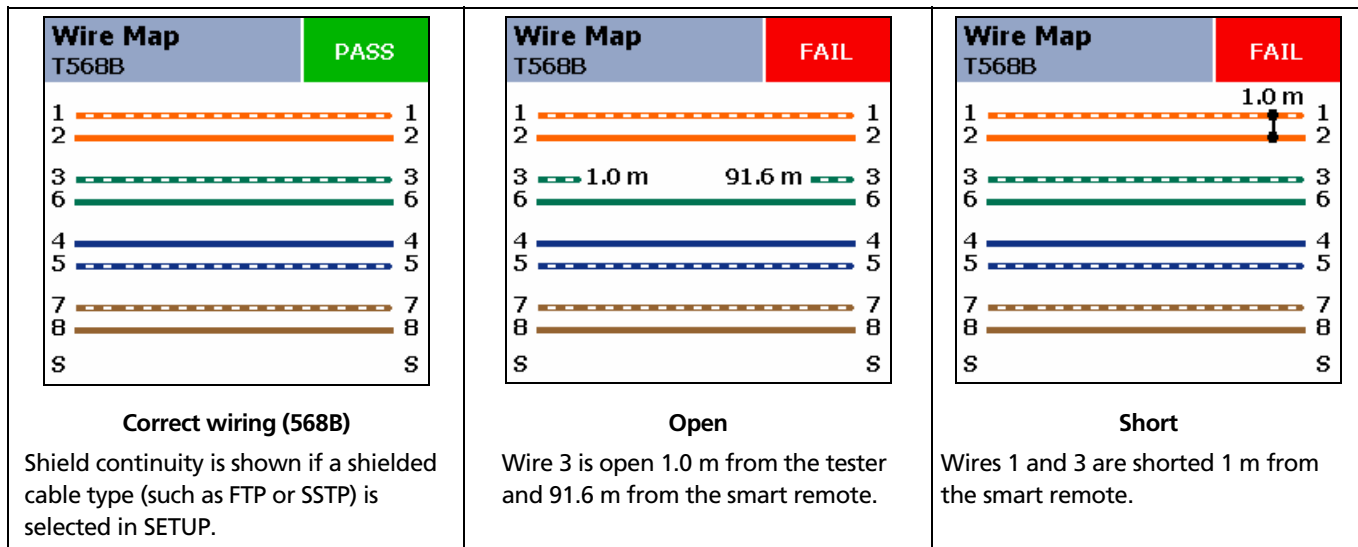 Wire Map
T568B
PASS
1 1
2 2
3 3
6 6
4 4
5 5
7 7
8 8
S S
Correct wiring (568B)
Shield continuity is shown if a shielded
cable type (such as FTP or SSTP) is
selected in SETUP.
Wire Map
T568B
FAIL
1 1
2 2
3 1.0 m 91.6 m 3
6 6
4 4
5 5
7 7
8 8
S S
Open
Wire 3 is open 1.0 m from the tester
and 91.6 m from the smart remote.
Wire Map
T568B
FAIL
1.0 m
1 1
2 2
3 3
6 6
4 4
5 5
7 7
8 8
S S
Short
Wires 1 and 3 are shorted 1 m from
the smart remote.